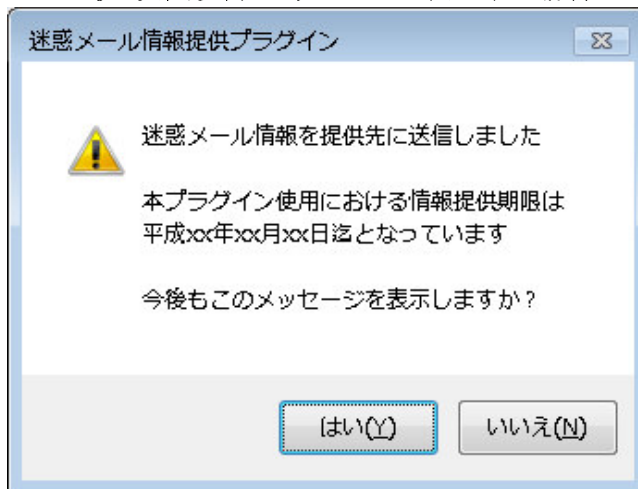 迷惑メール情報提供プラグイン
迷惑メール情報を提供先に送信しました
本プラグイン使用における情報提供期限は
平成xx年xx月xx日迄となっています
今後もこのメッセージを表示しますか？
はい(Y)
いいえ(N)